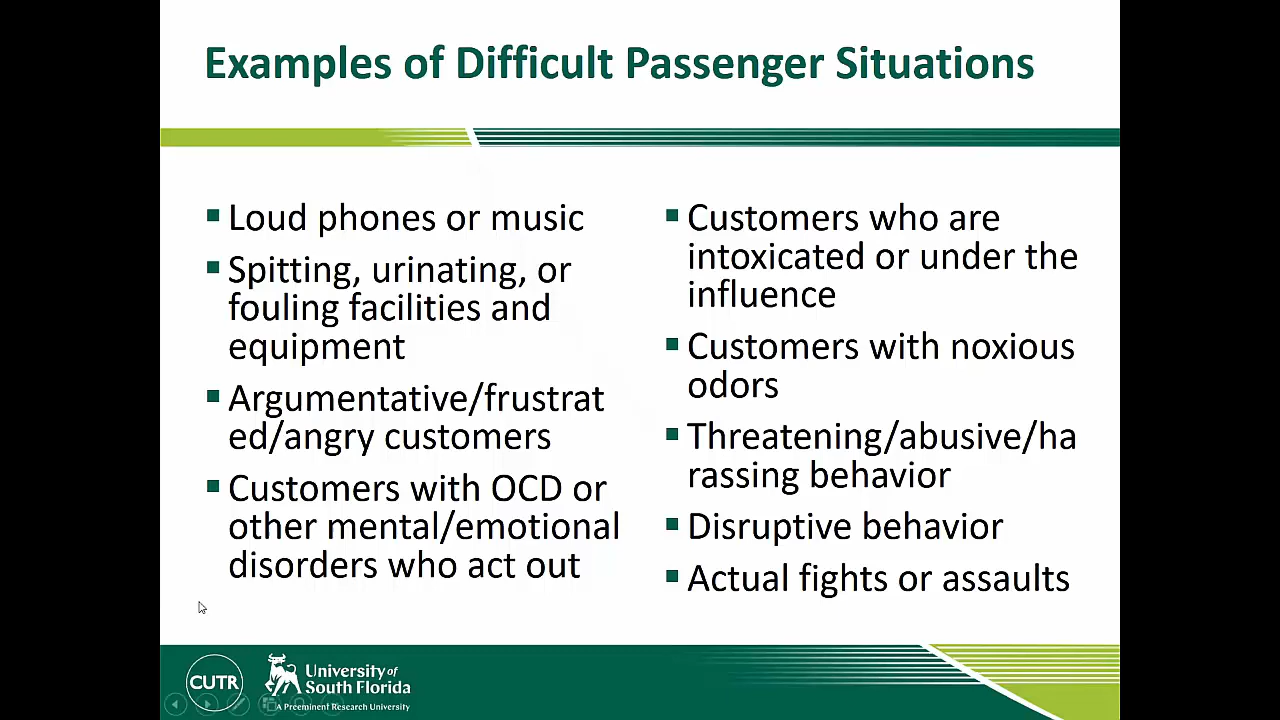 Examples of Difficult Passenger Situations
Loud phones or music
Spitting, urinating, or
fouling facilities and
equipment
Argumentative/frustrat
ed/angry customers
Customers with OCD or
other mental/emotional
disorders who act out
Customers who are
intoxicated or under the
influence
Customers with noxious
odors
Threatening/abusive/ha
rassing behavior
Disruptive behavior
Actual fights or assaults
CUTR
University of
South Florida
A Preeminent Research University